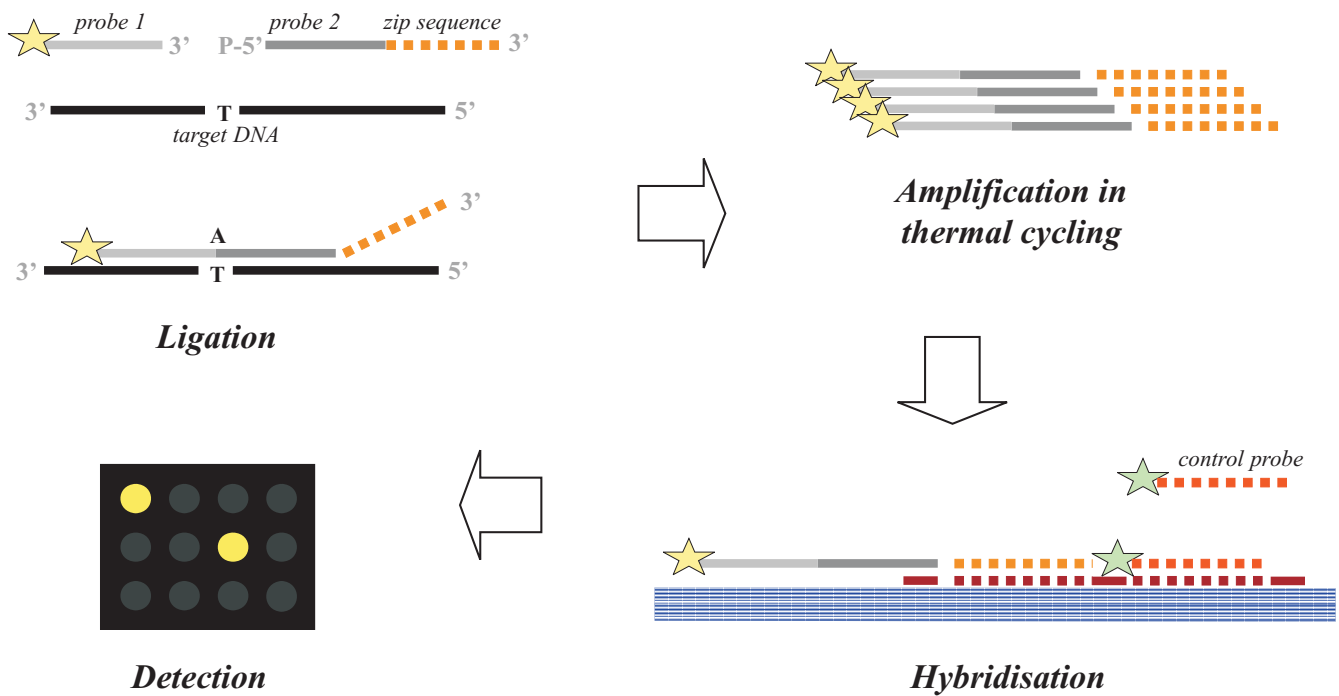 probe 1
probe 2
zip sequence
3’
P-5’
3’
3’
T
5’
target DNA
3’
A
3’
T
5’
Ligation
Amplification in
thermal cycling
control probe
Detection
Hybridisation